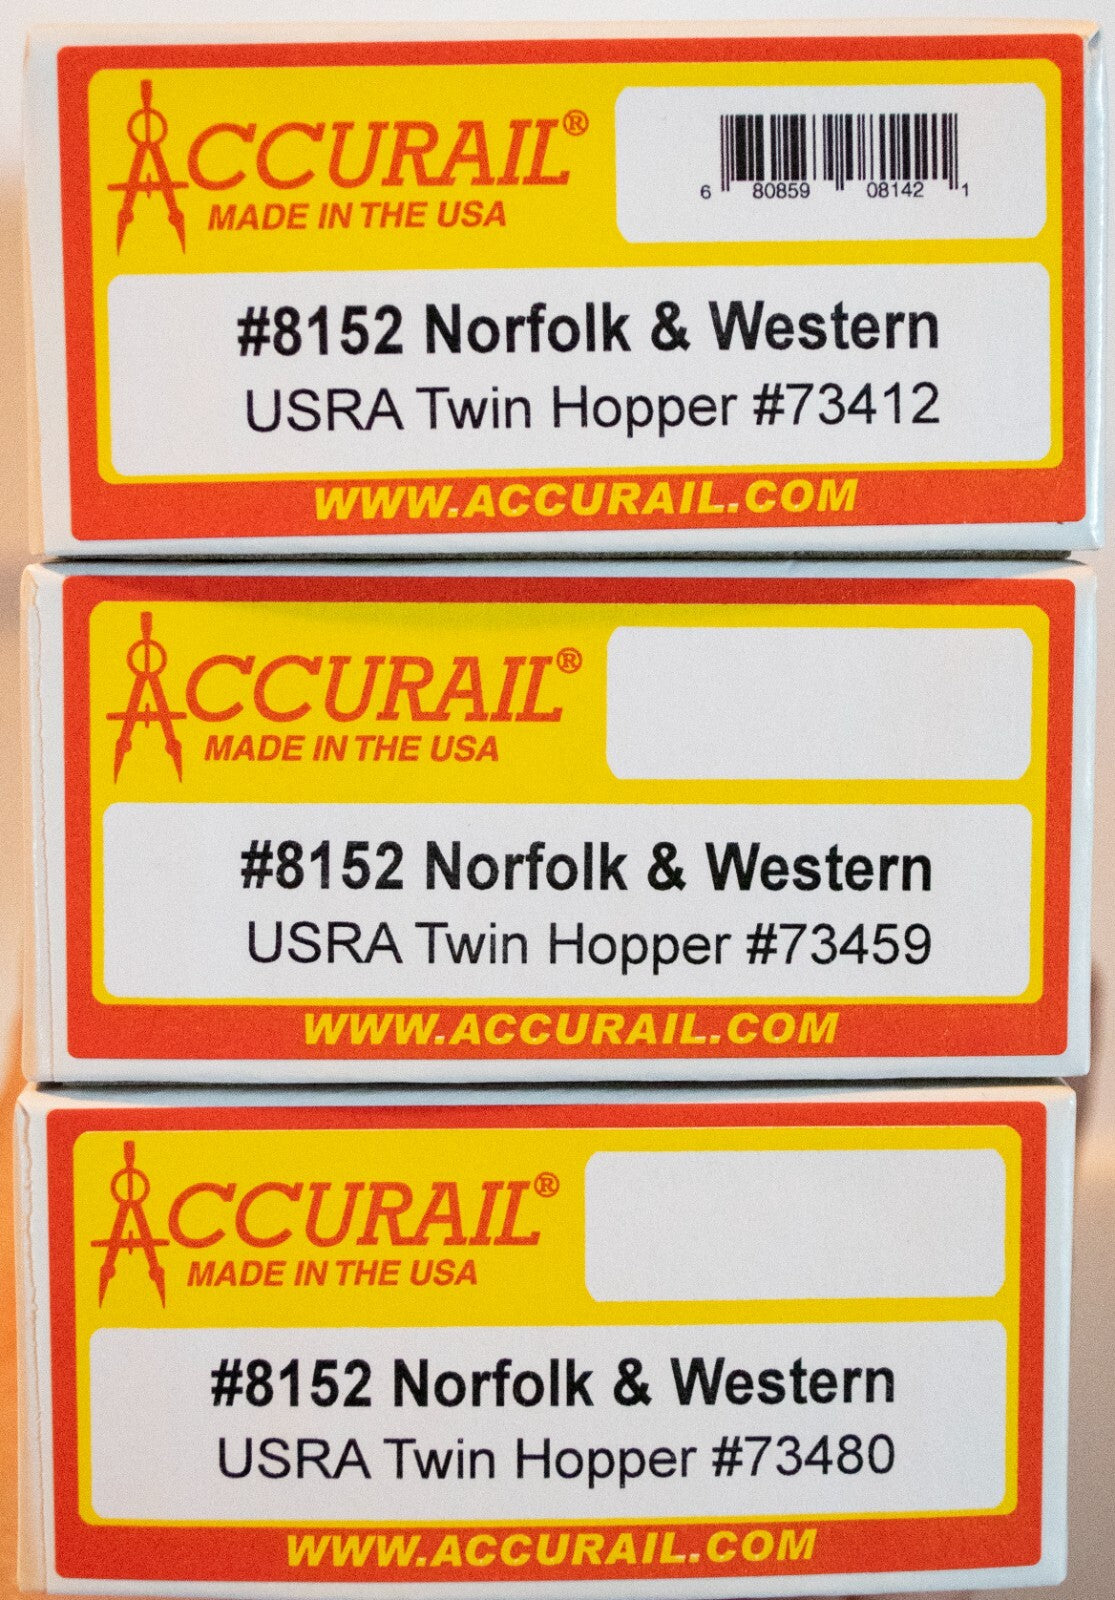 ACCURAIL®
MADE IN THE USA
6 80859 08142 1
#8152 Norfolk & Western
USRA Twin Hopper #73412
WWW.ACCURAIL.COM
ACCURAIL®
MADE IN THE USA
#8152 Norfolk & Western
USRA Twin Hopper #73459
WWW.ACCURAIL.COM
ACCURAIL®
MADE IN THE USA
#8152 Norfolk & Western
USRA Twin Hopper #73480
WWW.ACCURAIL.COM